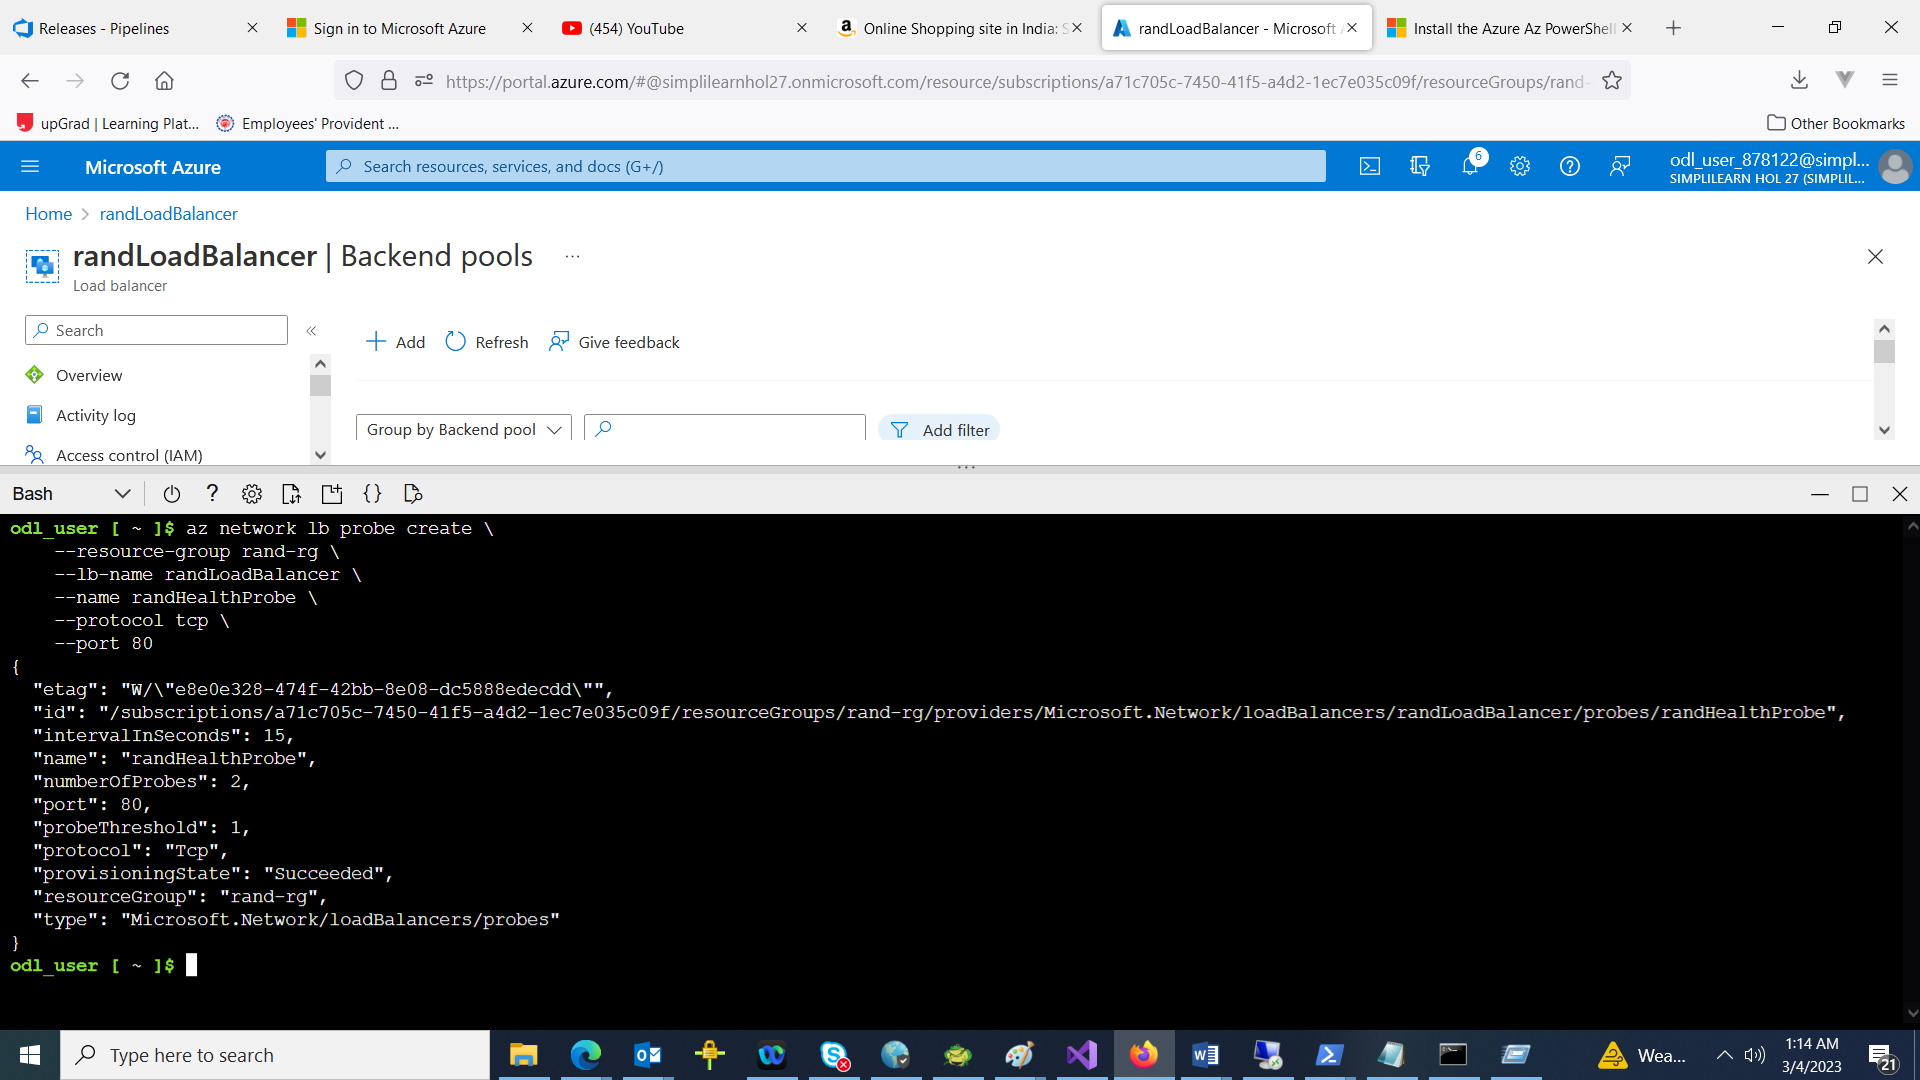 Releases - Pipelines
Sign in to Microsoft Azure
(454) YouTube
Online Shopping site in India: S
randLoadBalancer - Microsoft A
Install the Azure Az PowerShell
https://portal.azure.com/#@simplilearnhol27.onmicrosoft.com/resource/subscriptions/a71c705c-7450-41f5-a4d2-1ec7e035c09f/resourceGroups/rand-
upGrad | Learning Plat...
Employees' Provident ...
Other Bookmarks
Microsoft Azure
Search resources, services, and docs (G+/)
6
odl_user_878122@simpl...
SIMPLILEARN HOL 27 (SIMPLIL...
Home > randLoadBalancer
randLoadBalancer | Backend pools ...
Load balancer
Search
«
Add
Refresh
Give feedback
Overview
Activity log
Access control (IAM)
Group by Backend pool
Add filter
Bash
odl_user [ ~ ]$ az network lb probe create \
--resource-group rand-rg \
--lb-name randLoadBalancer \
--name randHealthProbe \
--protocol tcp \
--port 80
{
"etag": "W/\"e8e0e328-474f-42bb-8e08-dc5888edecdd\"",
"id": "/subscriptions/a71c705c-7450-41f5-a4d2-1ec7e035c09f/resourceGroups/rand-rg/providers/Microsoft.Network/loadBalancers/randLoadBalancer/probes/randHealthProbe",
"intervalInSeconds": 15,
"name": "randHealthProbe",
"numberOfProbes": 2,
"port": 80,
"probeThreshold": 1,
"protocol": "Tcp",
"provisioningState": "Succeeded",
"resourceGroup": "rand-rg",
"type": "Microsoft.Network/loadBalancers/probes"
}
odl_user [ ~ ]$
Type here to search
Wea...
1:14 AM
3/4/2023
21